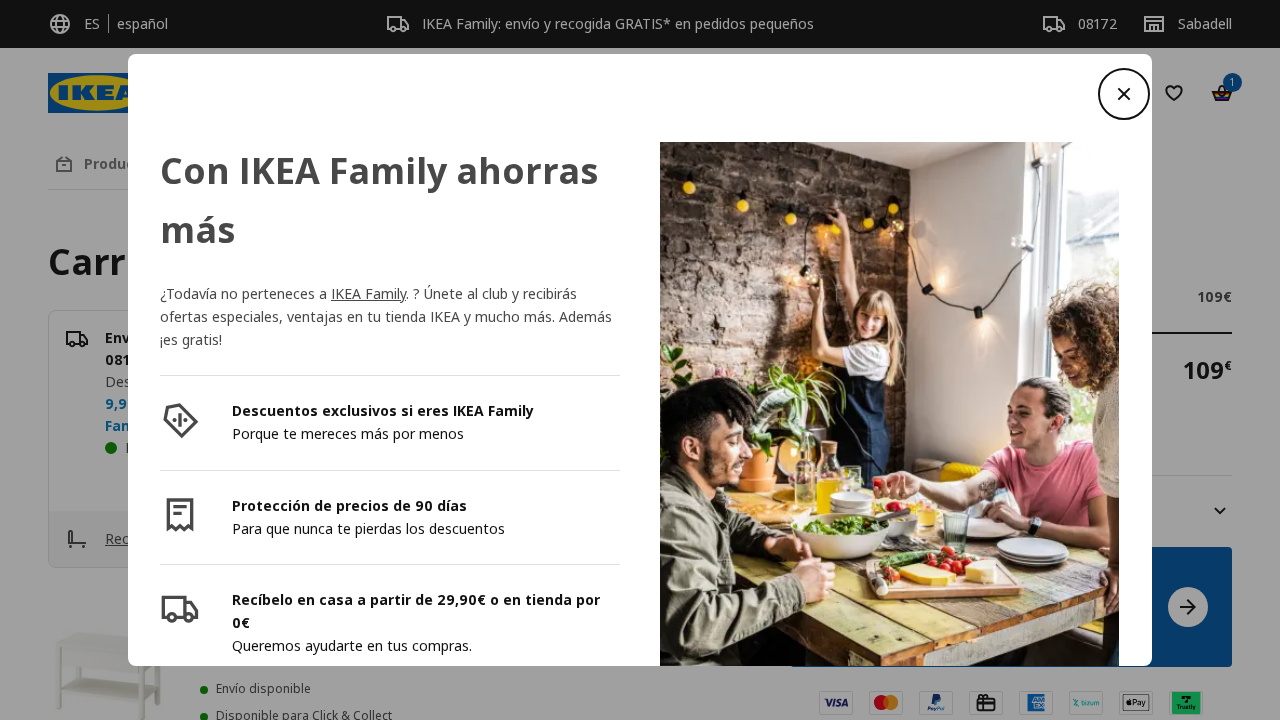 ES
español
IKEA Family: envío y recogida GRATIS* en pedidos pequeños
08172
Sabadell
IKEA
1
Produc
Con IKEA Family ahorras
más
Carr
109€
¿Todavía no perteneces a IKEA Family. ? Únete al club y recibirás
ofertas especiales, ventajas en tu tienda IKEA y mucho más. Además
¡es gratis!
Env
081
Des
9,9
Fan
109€
Descuentos exclusivos si eres IKEA Family
Porque te mereces más por menos
Protección de precios de 90 días
Para que nunca te pierdas los descuentos
Rec
Recíbelo en casa a partir de 29,90€ o en tienda por
0€
Queremos ayudarte en tus compras.
Envío disponible
Disponible para Click & Collect
VISA
PayPal
AMEX
bizum
Pay
Trustly